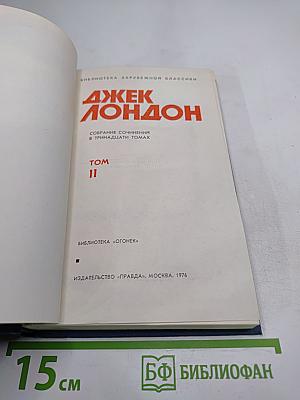 БИБЛИОТЕКА ЗАРУБЕЖНОЙ КЛАССИКИ
ДЖЕК
ЛОНДОН
СОБРАНИЕ СОЧИНЕНИЙ
В ТРИНАДЦАТИ ТОМАХ
ТОМ
11
БИБЛИОТЕКА «ОГОНЕК»
ИЗДАТЕЛЬСТВО «ПРАВДА», МОСКВА, 1976
15 см
БФ БИБЛИОФАН